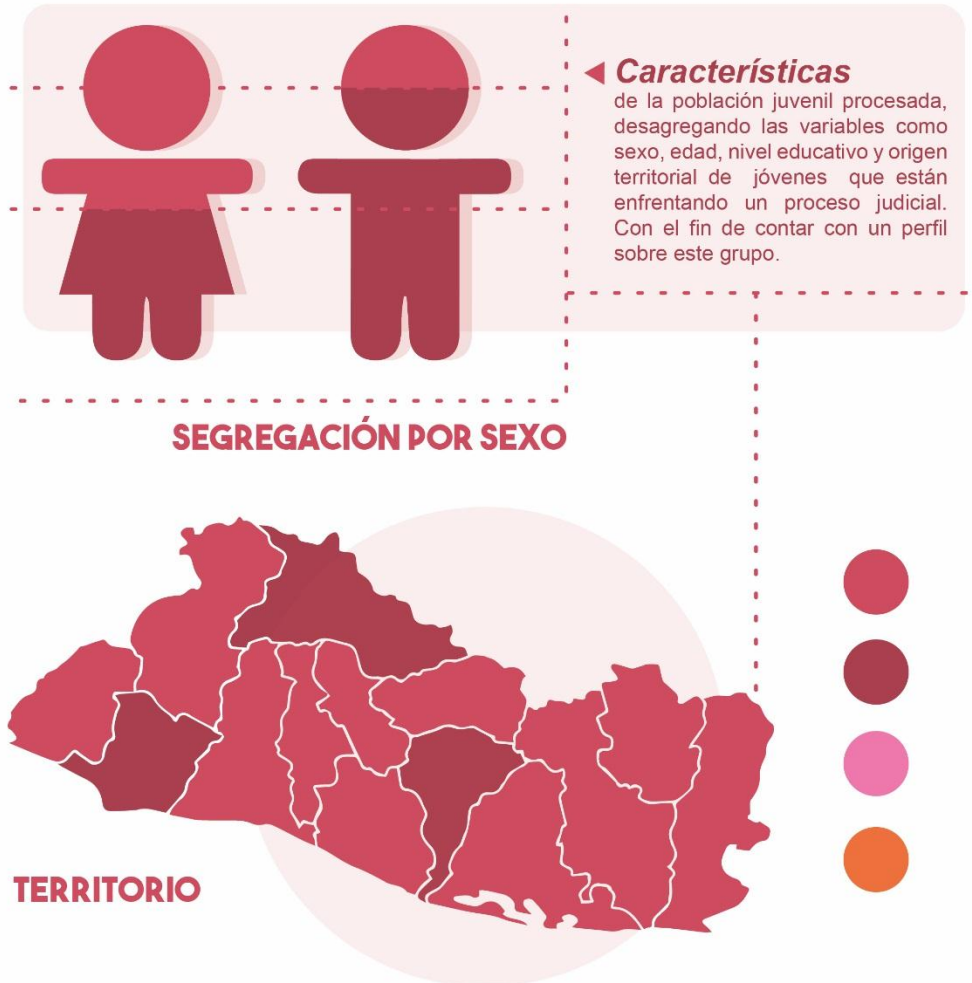 Características
de la población juvenil procesada,
desagregando las variables como
sexo, edad, nivel educativo y origen
territorial de jóvenes que están
enfrentando un proceso judicial.
Con el fin de contar con un perfil
sobre este grupo.
SEGREGACIÓN POR SEXO
TERRITORIO